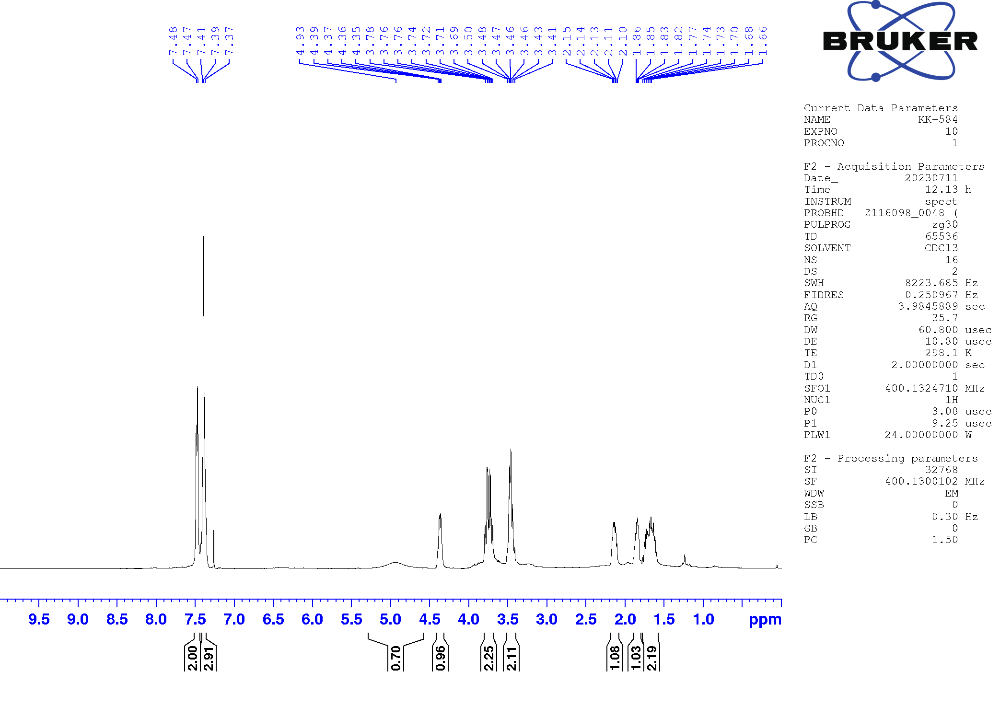 7.48
7.47
7.41
7.39
7.37
4.93
4.39
4.37
4.36
4.35
3.78
3.76
3.76
3.74
3.72
3.71
3.69
3.50
3.48
3.47
3.46
3.46
3.43
3.41
2.15
2.14
2.13
2.11
2.10
1.86
1.85
1.83
1.82
1.77
1.74
1.73
1.70
1.68
1.66
BRUKER
Current Data Parameters
NAME KK-584
EXPNO 10
PROCNO 1
F2 - Acquisition Parameters
Date_ 20230711
Time 12.13 h
INSTRUM spect
PROBHD Z116098_0048 (
PULPROG zg30
TD 65536
SOLVENT CDCl3
NS 16
DS 2
SWH 8223.685 Hz
FIDRES 0.250967 Hz
AQ 3.9845889 sec
RG 35.7
DW 60.800 usec
DE 10.80 usec
TE 298.1 K
D1 2.00000000 sec
TD0 1
SFO1 400.1324710 MHz
NUC1 1H
P0 3.08 usec
P1 9.25 usec
PLW1 24.00000000 W
F2 - Processing parameters
SI 32768
SF 400.1300102 MHz
WDW EM
SSB 0
LB 0.30 Hz
GB 0
PC 1.50
9.5 9.0 8.5 8.0 7.5 7.0 6.5 6.0 5.5 5.0 4.5 4.0 3.5 3.0 2.5 2.0 1.5 1.0 ppm
2.00
2.91
0.70
0.96
2.25
2.11
1.08
1.03
2.19